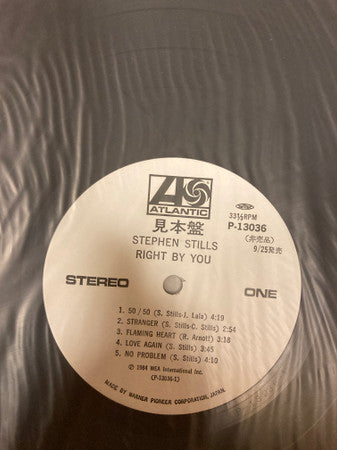 ATLANTIC
33⅓RPM
見本盤
P-13036
(非売品)
STEPHEN STILLS
9/25発売
RIGHT BY YOU
STEREO
ONE
1. 50/50 (S. Stills-J. Lala) 4:19
2. STRANGER (S. Stills-C. Stills) 2:54
3. FLAMING HEART (R. Arnott) 3:18
4. LOVE AGAIN (S. Stills) 3:45
5. NO PROBLEM (S. Stills) 4:10
℗ 1984 WEA International Inc.
(P-13036-1)
MADE BY WARNER-PIONEER CORPORATION, JAPAN.